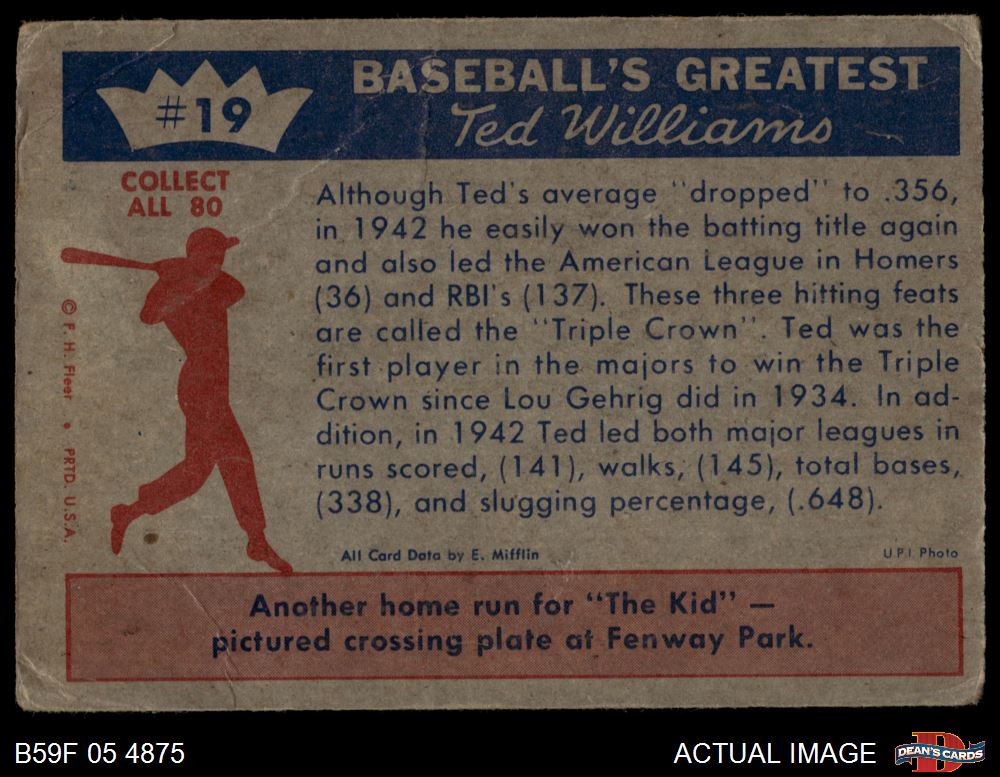 #19
BASEBALL'S GREATEST
Ted Williams
COLLECT
ALL 80
© F. H. Fleer • PRTD. U.S.A.
Although Ted's average "dropped" to .356,
in 1942 he easily won the batting title again
and also led the American League in Homers
(36) and RBI's (137). These three hitting feats
are called the "Triple Crown". Ted was the
first player in the majors to win the Triple
Crown since Lou Gehrig did in 1934. In ad-
dition, in 1942 Ted led both major leagues in
runs scored, (141), walks, (145), total bases,
(338), and slugging percentage, (.648).
All Card Data by E. Mifflin
U.P.I. Photo
Another home run for "The Kid" —
pictured crossing plate at Fenway Park.
B59F 05 4875
ACTUAL IMAGE
D
DEAN'S CARDS